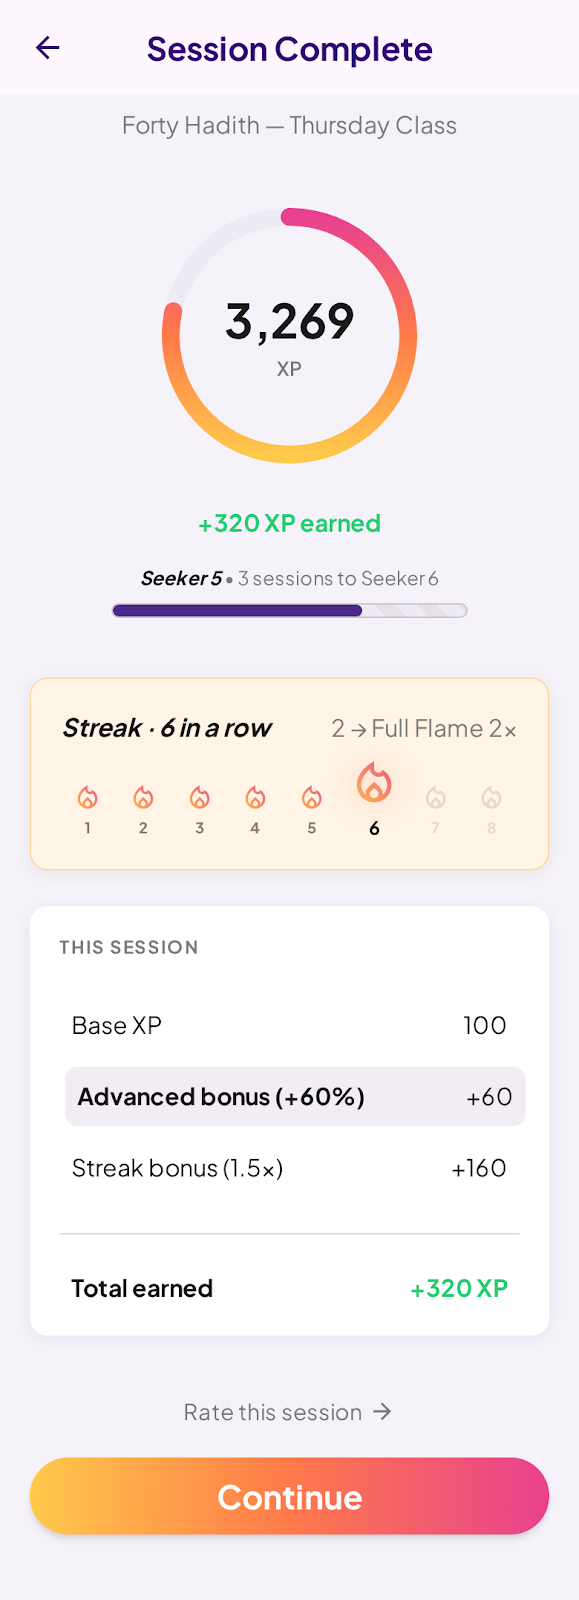 Session Complete
Forty Hadith — Thursday Class
3,269
XP
+320 XP earned
Seeker 5 • 3 sessions to Seeker 6
Streak · 6 in a row 2 → Full Flame 2×
1 2 3 4 5 6 7 8
THIS SESSION
Base XP 100
Advanced bonus (+60%) +60
Streak bonus (1.5×) +160
Total earned +320 XP
Rate this session →
Continue